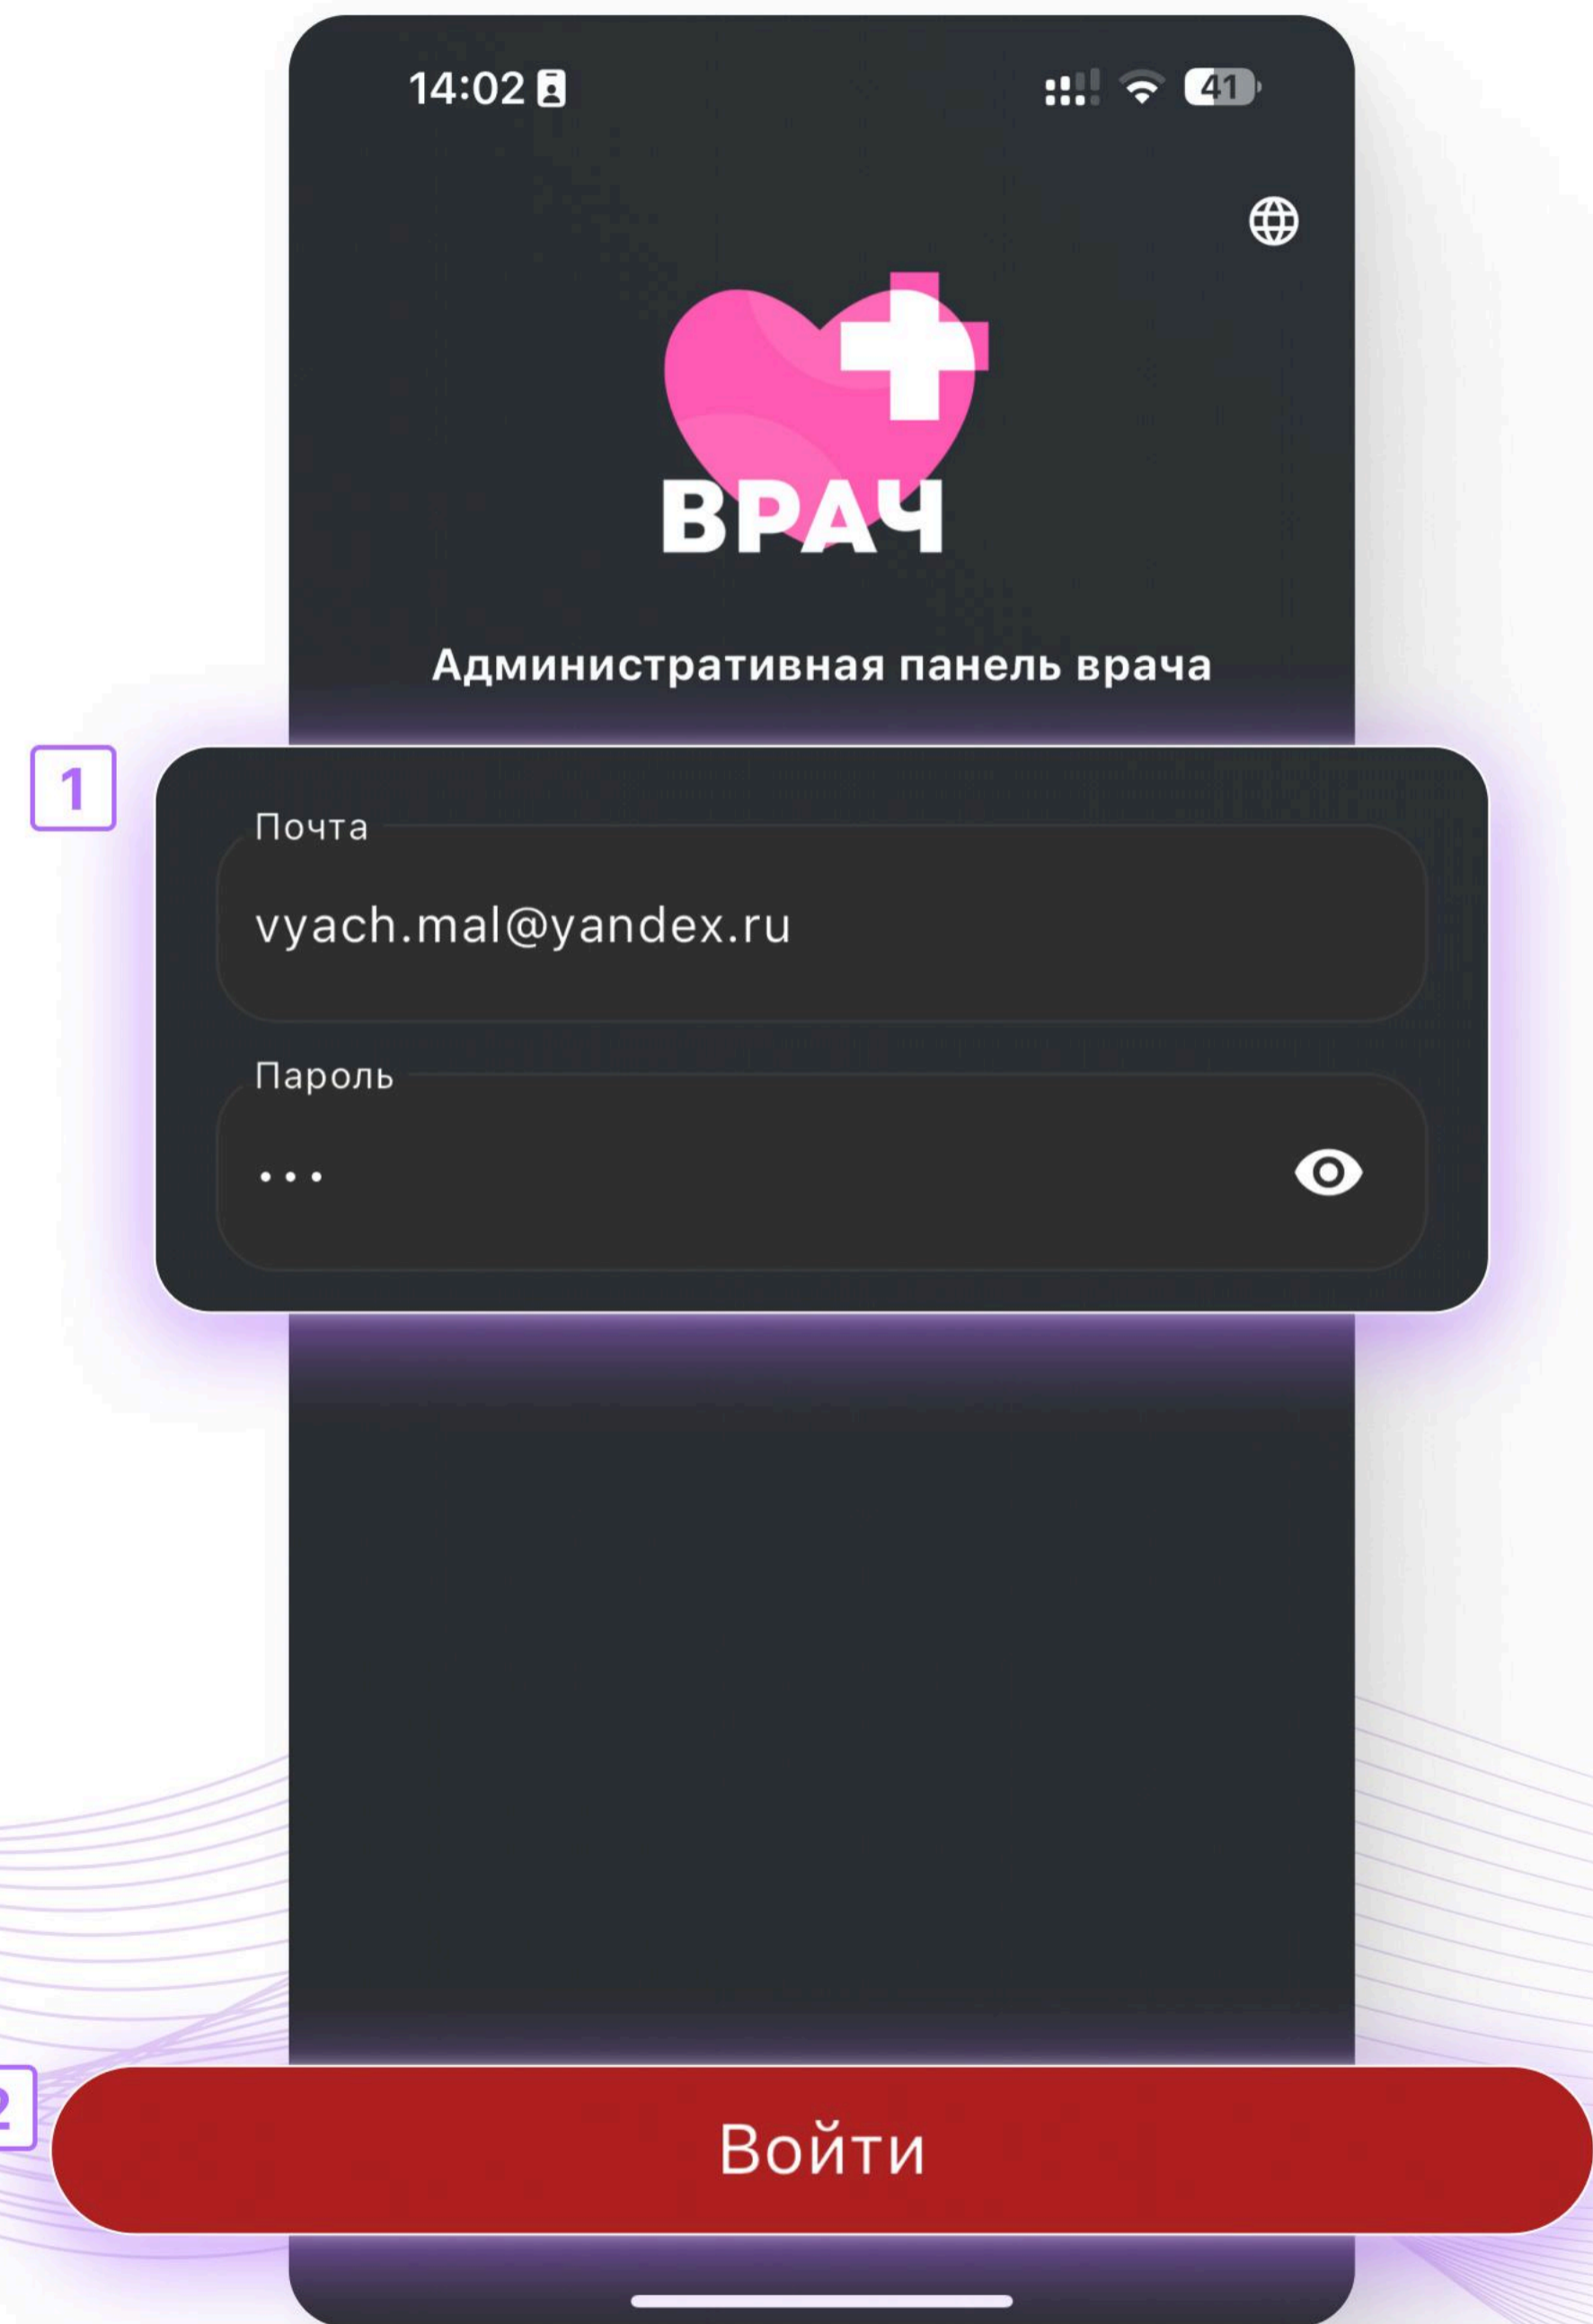 14:02
41
ВРАЧ
Административная панель врача
1
Почта
vyach.mal@yandex.ru
Пароль
•••
2
Войти